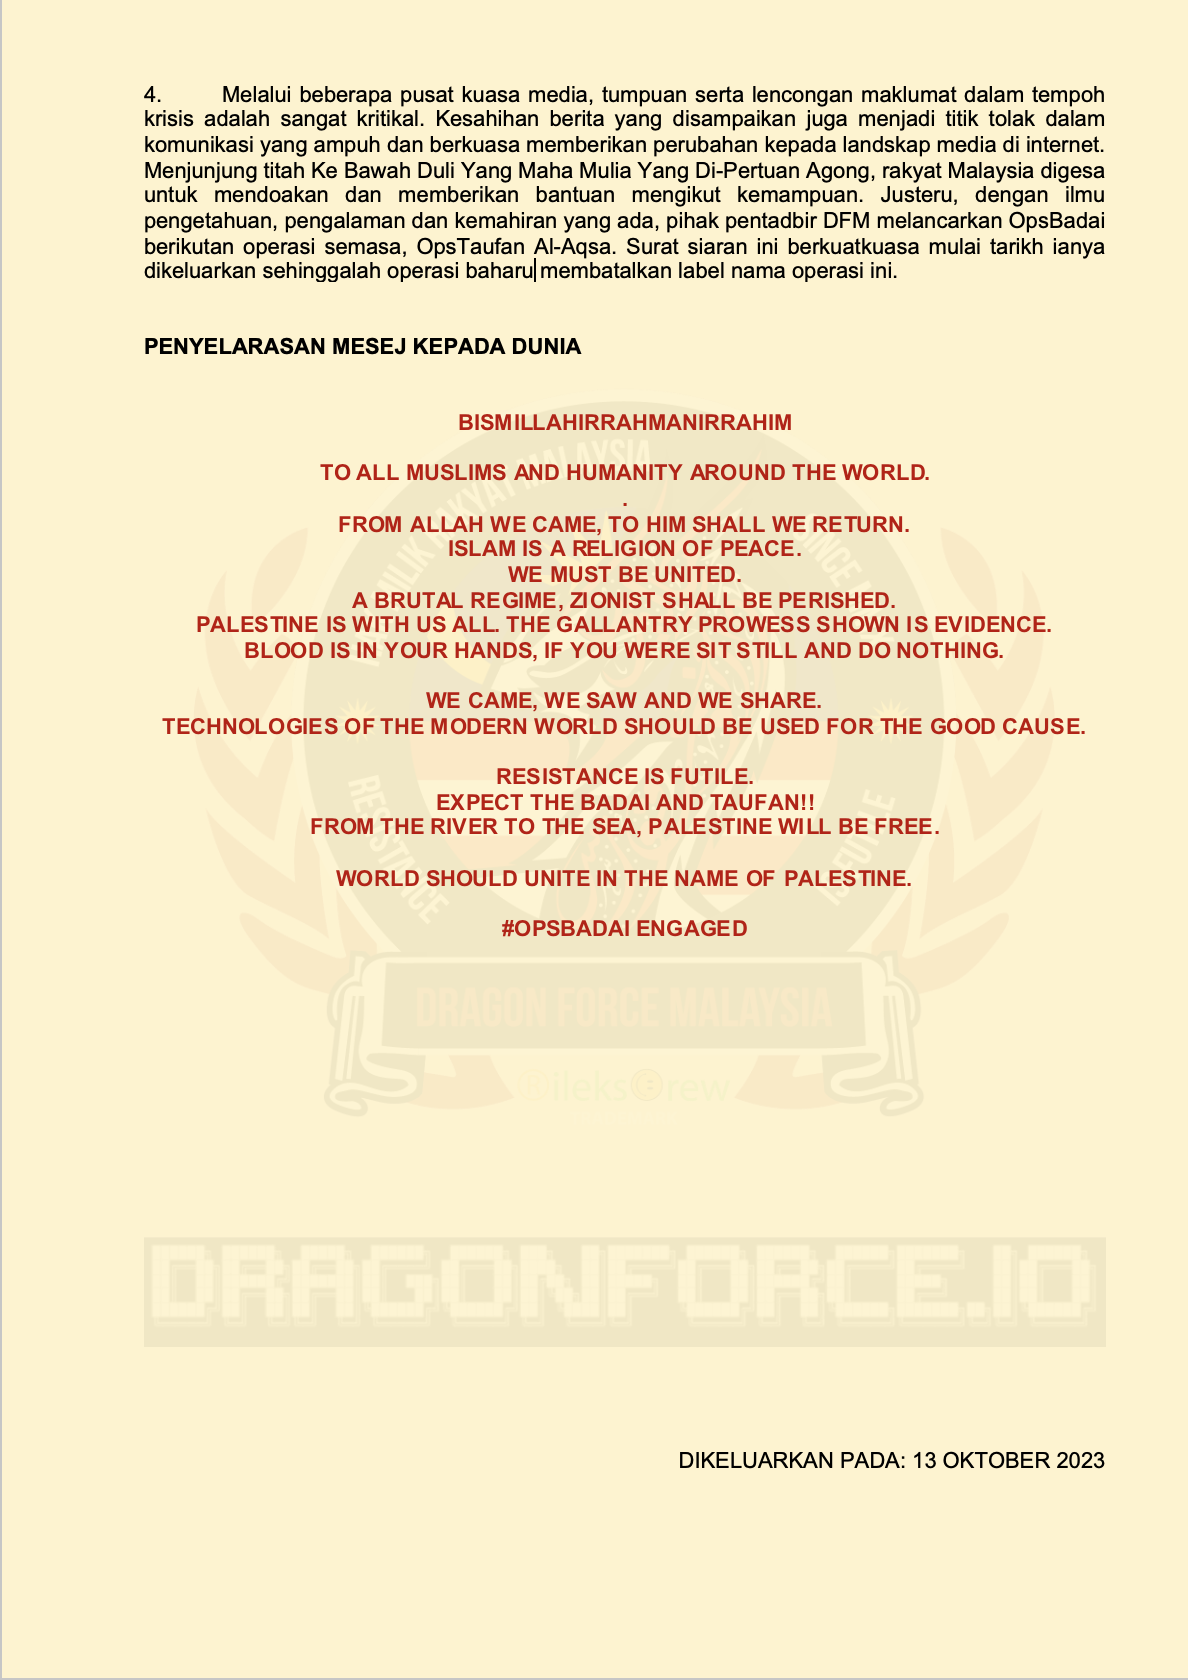 4. Melalui beberapa pusat kuasa media, tumpuan serta lencongan maklumat dalam tempoh
krisis adalah sangat kritikal. Kesahihan berita yang disampaikan juga menjadi titik tolak dalam
komunikasi yang ampuh dan berkuasa memberikan perubahan kepada landskap media di internet.
Menjunjung titah Ke Bawah Duli Yang Maha Mulia Yang Di-Pertuan Agong, rakyat Malaysia digesa
untuk mendoakan dan memberikan bantuan mengikut kemampuan. Justeru, dengan ilmu
pengetahuan, pengalaman dan kemahiran yang ada, pihak pentadbir DFM melancarkan OpsBadai
berikutan operasi semasa, OpsTaufan Al-Aqsa. Surat siaran ini berkuatkuasa mulai tarikh ianya
dikeluarkan sehinggalah operasi baharu membatalkan label nama operasi ini.
PENYELARASAN MESEJ KEPADA DUNIA
BISMILLAHIRRAHMANIRRAHIM
TO ALL MUSLIMS AND HUMANITY AROUND THE WORLD.
.
FROM ALLAH WE CAME, TO HIM SHALL WE RETURN.
ISLAM IS A RELIGION OF PEACE.
WE MUST BE UNITED.
A BRUTAL REGIME, ZIONIST SHALL BE PERISHED.
PALESTINE IS WITH US ALL. THE GALLANTRY PROWESS SHOWN IS EVIDENCE.
BLOOD IS IN YOUR HANDS, IF YOU WERE SIT STILL AND DO NOTHING.
WE CAME, WE SAW AND WE SHARE.
TECHNOLOGIES OF THE MODERN WORLD SHOULD BE USED FOR THE GOOD CAUSE.
RESISTANCE IS FUTILE.
EXPECT THE BADAI AND TAUFAN!!
FROM THE RIVER TO THE SEA, PALESTINE WILL BE FREE.
WORLD SHOULD UNITE IN THE NAME OF PALESTINE.
#OPSBADAI ENGAGED
RAKYAT MALAYSIA
RESISTANCE
IS FUTILE
DRAGON FORCE MALAYSIA
DRAGONFORCE.IO
DIKELUARKAN PADA: 13 OKTOBER 2023